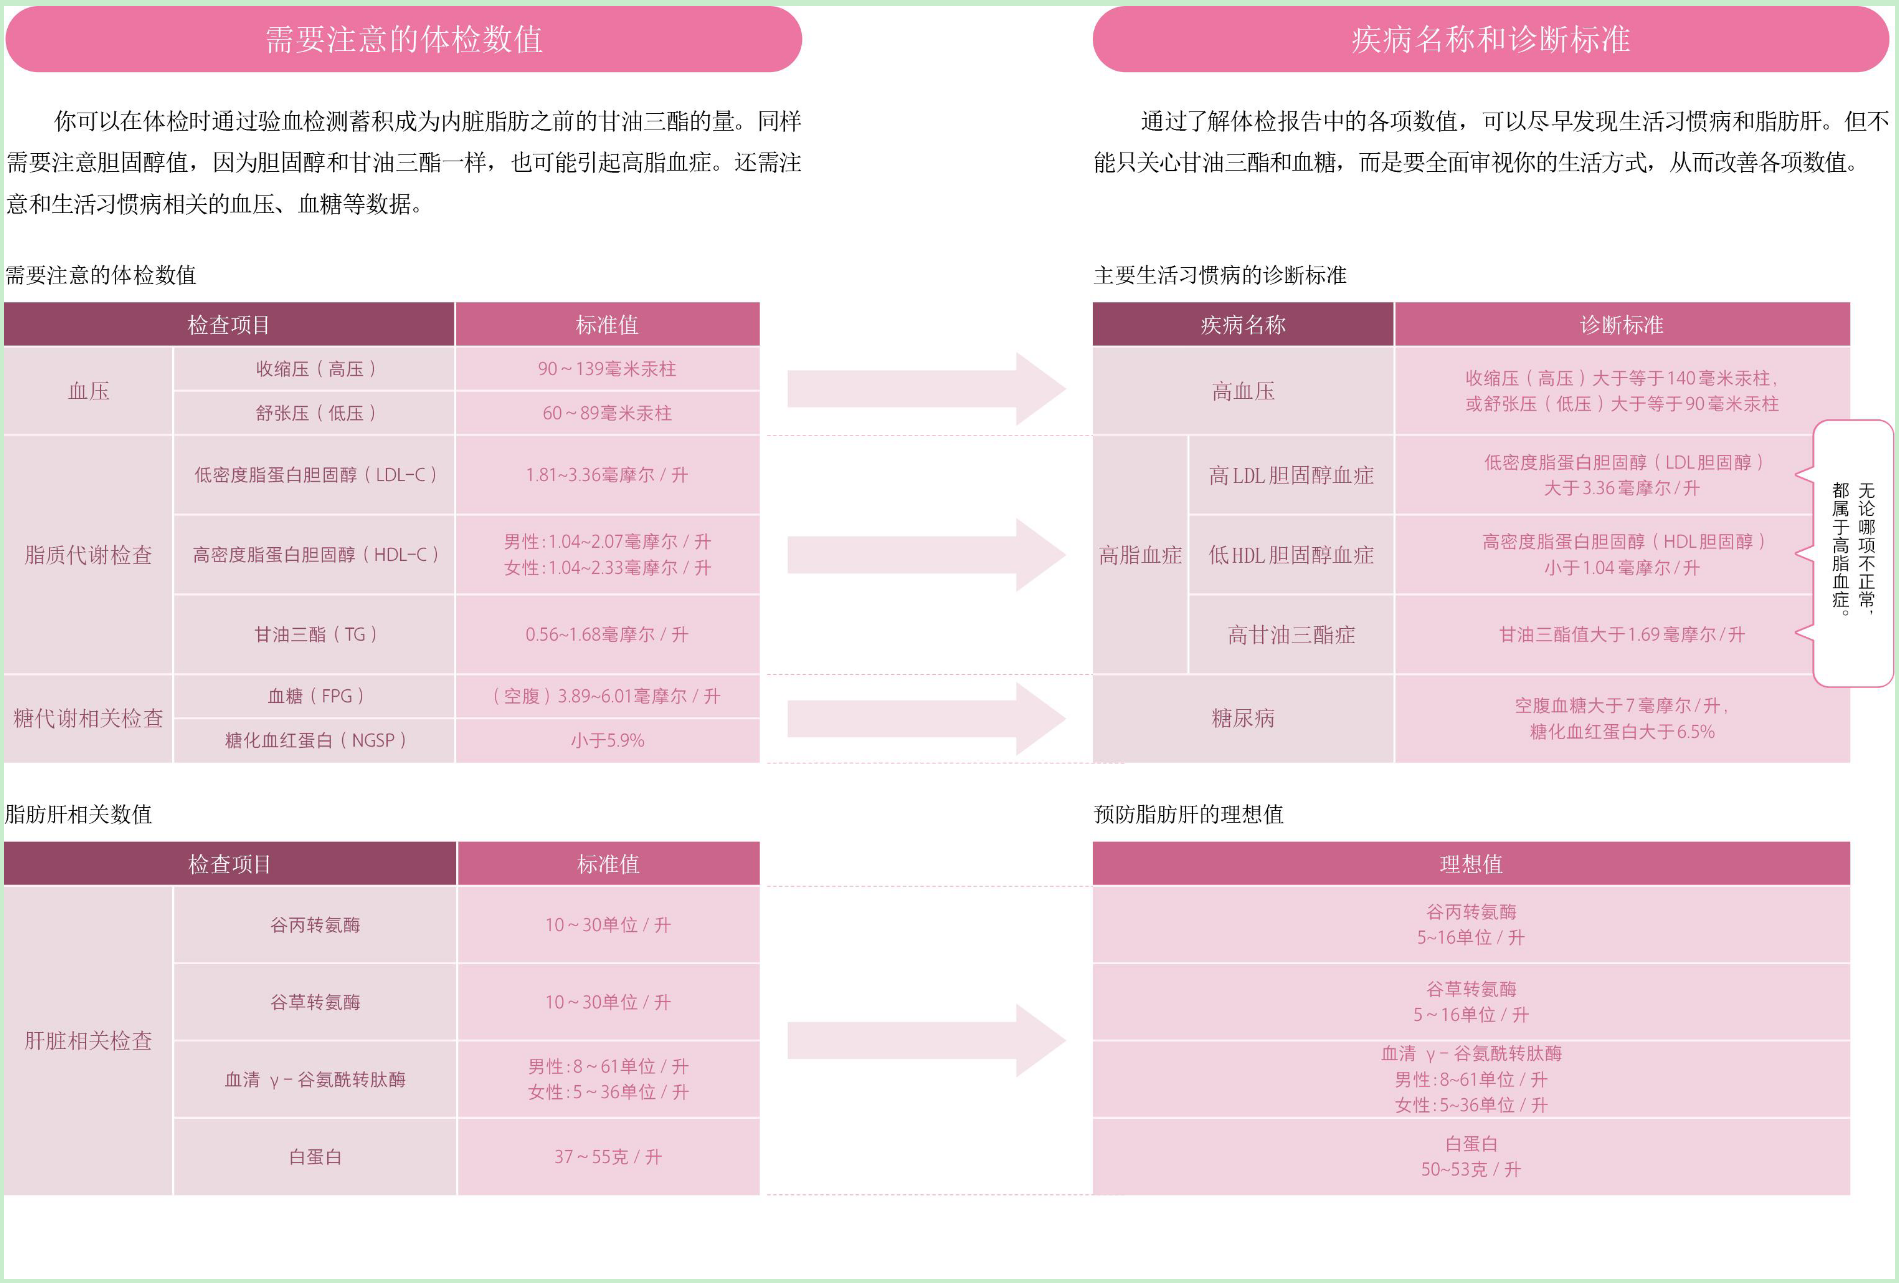 需要注意的体检数值
你可以在体检时通过验血检测蓄积成为内脏脂肪之前的甘油三酯的量。同样
需要注意胆固醇值，因为胆固醇和甘油三酯一样，也可能引起高脂血症。还需注
意和生活习惯病相关的血压、血糖等数据。
需要注意的体检数值
检查项目 标准值
血压
收缩压（高压） 90～139毫米汞柱
舒张压（低压） 60～89毫米汞柱
脂质代谢检查
低密度脂蛋白胆固醇（LDL-C） 1.81~3.36毫摩尔 / 升
高密度脂蛋白胆固醇（HDL-C）
男性:1.04~2.07毫摩尔 / 升
女性:1.04~2.33毫摩尔 / 升
甘油三酯（TG） 0.56~1.68毫摩尔 / 升
糖代谢相关检查
血糖（FPG） （空腹）3.89~6.01毫摩尔 / 升
糖化血红蛋白（NGSP） 小于5.9%
脂肪肝相关数值
检查项目 标准值
肝脏相关检查
谷丙转氨酶 10～30单位 / 升
谷草转氨酶 10～30单位 / 升
血清 γ-谷氨酰转肽酶
男性:8～61单位 / 升
女性:5～36单位 / 升
白蛋白 37～55克 / 升
疾病名称和诊断标准
通过了解体检报告中的各项数值，可以尽早发现生活习惯病和脂肪肝。但不
能只关心甘油三酯和血糖，而是要全面审视你的生活方式，从而改善各项数值。
主要生活习惯病的诊断标准
疾病名称 诊断标准
高血压
收缩压（高压）大于等于140毫米汞柱，
或舒张压（低压）大于等于90毫米汞柱
高脂血症
高LDL胆固醇血症
低密度脂蛋白胆固醇（LDL胆固醇）
大于3.36毫摩尔/升
低HDL胆固醇血症
高密度脂蛋白胆固醇（HDL胆固醇）
小于1.04毫摩尔/升
高甘油三酯症 甘油三酯值大于1.69毫摩尔/升
无论哪项不正常，
都属于高脂血症。
糖尿病
空腹血糖大于7毫摩尔/升，
糖化血红蛋白大于6.5%
预防脂肪肝的理想值
理想值
谷丙转氨酶
5~16单位 / 升
谷草转氨酶
5～16单位 / 升
血清 γ-谷氨酰转肽酶
男性:8~61单位 / 升
女性:5~36单位 / 升
白蛋白
50~53克 / 升